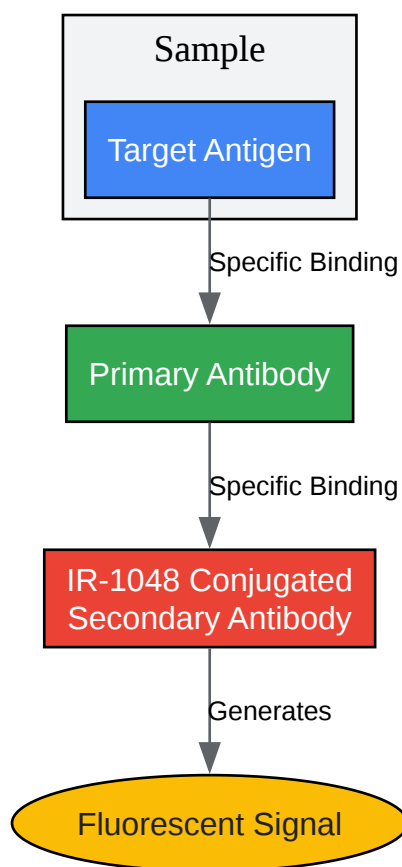 Sample
Target Antigen
Specific Binding
Primary Antibody
Specific Binding
IR-1048 Conjugated
Secondary Antibody
Generates
Fluorescent Signal